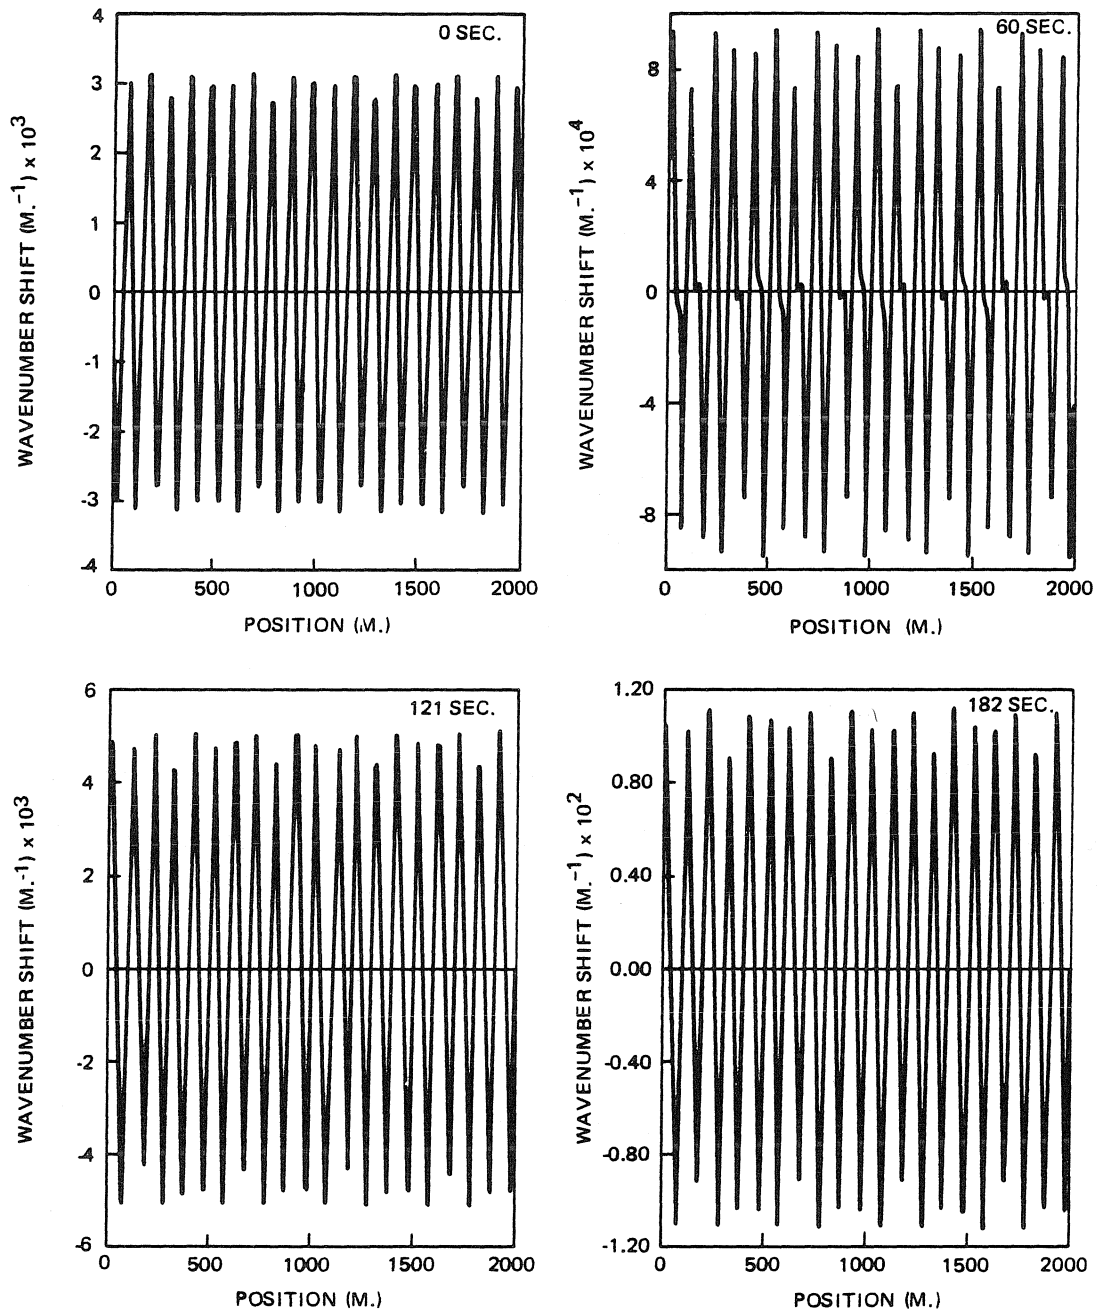 0 SEC.
WAVENUMBER SHIFT (M.⁻¹) x 10³
4
3
2
1
0
-1
-2
-3
-4
0 500 1000 1500 2000
POSITION (M.)
60 SEC.
WAVENUMBER SHIFT (M.⁻¹) x 10⁴
8
4
0
-4
-8
0 500 1000 1500 2000
POSITION (M.)
121 SEC.
WAVENUMBER SHIFT (M.⁻¹) x 10³
6
4
2
0
-2
-4
-6
0 500 1000 1500 2000
POSITION (M.)
182 SEC.
WAVENUMBER SHIFT (M.⁻¹) x 10²
1.20
0.80
0.40
0.00
-0.40
-0.80
-1.20
0 500 1000 1500 2000
POSITION (M.)